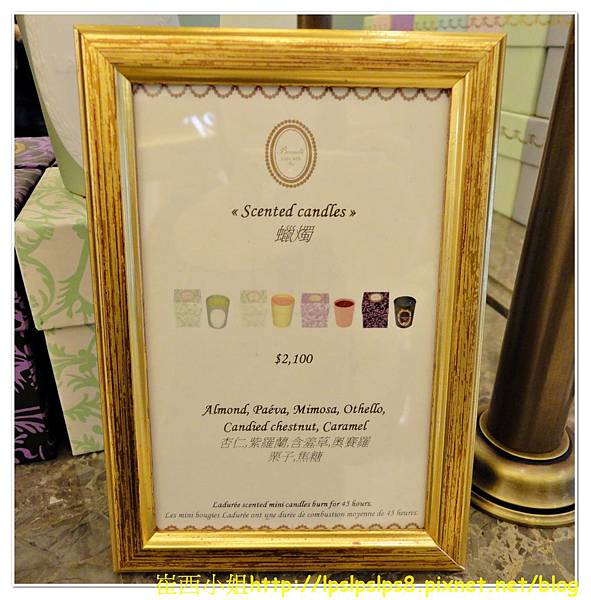 « Scented candles »
蠟燭
$2,100
Almond, Paéva, Mimosa, Othello,
Candied chestnut, Caramel
杏仁,紫羅蘭,含羞草,奧賽羅
栗子,焦糖
Ladurée scented mini candles burn for 45 hours.
Les mini bougies Ladurée ont une durée de combustion moyenne de 45 heures.
崔西小姐http://lpslpslps8.pixnet.net/blog